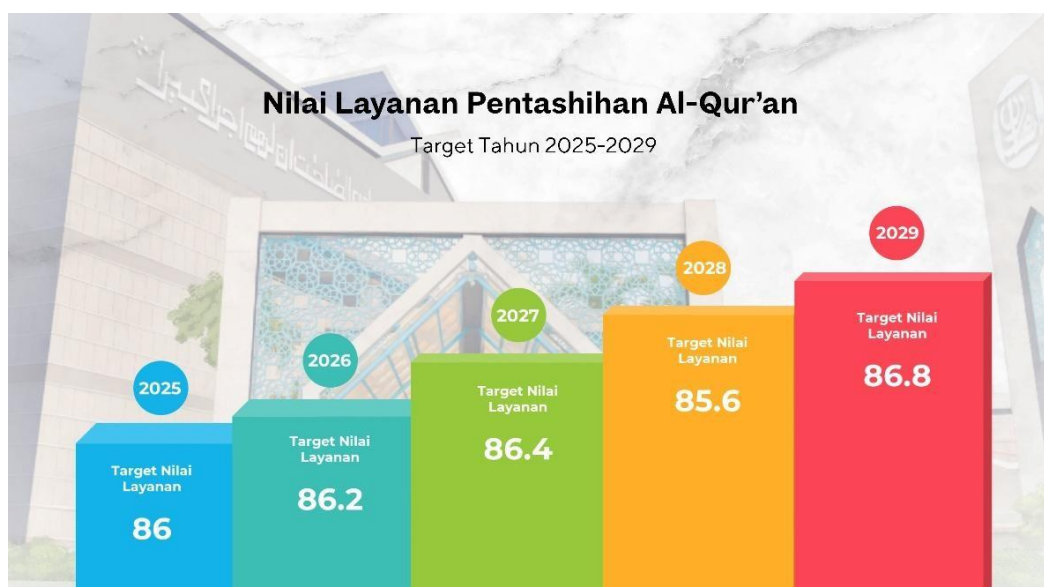 Nilai Layanan Pentashihan Al-Qur’an
Target Tahun 2025-2029
2025
Target Nilai
Layanan
86
2026
Target Nilai
Layanan
86.2
2027
Target Nilai
Layanan
86.4
2028
Target Nilai
Layanan
85.6
2029
Target Nilai
Layanan
86.8